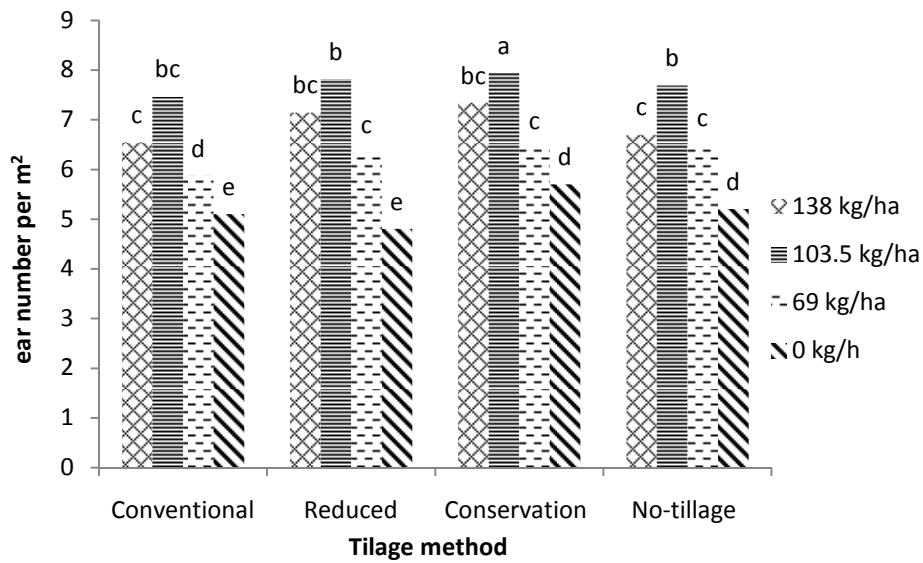 ear number per m²
9
8
7
6
5
4
3
2
1
0
c bc d e
bc b c e
bc a c d
c b c d
Conventional Reduced Conservation No-tillage
Tilage method
138 kg/ha
103.5 kg/ha
69 kg/ha
0 kg/h